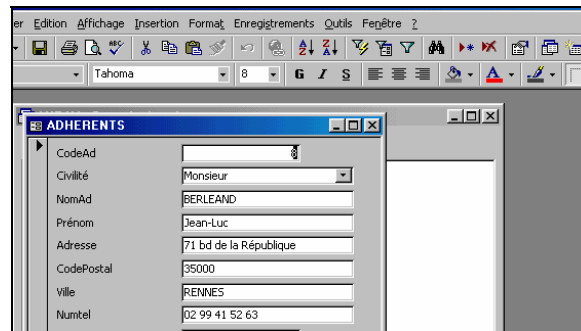 er Edition Affichage Insertion Format Enregistrements Outils Fenêtre ?
Tahoma 8 G I S A
ADHERENTS
CodeAd
Civilité Monsieur
NomAd BERLEAND
Prénom Jean-Luc
Adresse 71 bd de la République
CodePostal 35000
Ville RENNES
Numtel 02 99 41 52 63